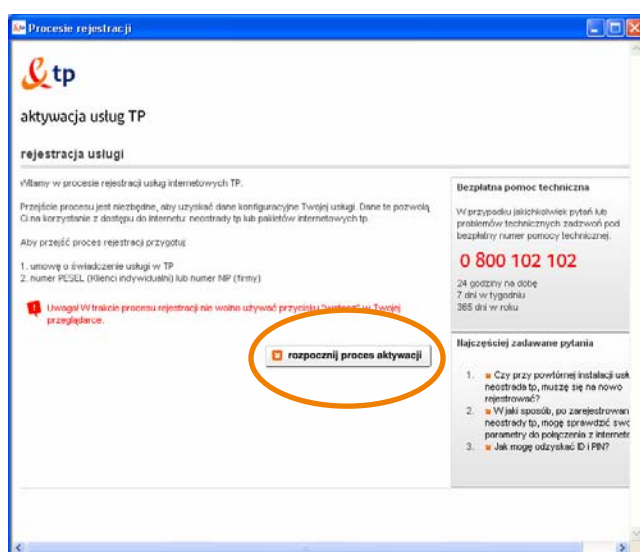 Procesie rejestracji
tp
aktywacja usług TP
rejestracja usługi
Witamy w procesie rejestracji usług internetowych TP.
Przejście procesu jest niezbędne, aby uzyskać dane konfiguracyjne Twojej usługi. Dane te pozwolą
Ci na korzystanie z dostępu do internetu: neostrady tp lub pakietów internetowych tp.
Aby przejść proces rejestracji przygotuj:
1. umowę o świadczenie usługi w TP
2. numer PESEL (Klienci indywidualni) lub numer NIP (firmy)
Uwaga! W trakcie procesu rejestracji nie wolno używać przycisku "wstecz" w Twojej
przeglądarce.
rozpocznij proces aktywacji
Bezpłatna pomoc techniczna
W przypadku jakichkolwiek pytań lub
problemów technicznych zadzwoń pod
bezpłatny numer pomocy technicznej.
0 800 102 102
24 godziny na dobę
7 dni w tygodniu
365 dni w roku
Najczęściej zadawane pytania
1. Czy przy powtórnej instalacji usł
neostrada tp, muszę się na nowo
rejestrować?
2. W jaki sposób, po zarejestrowan
neostrady tp, mogę sprawdzić swo
parametry do połączenia z internete
3. Jak mogę odzyskać ID i PIN?